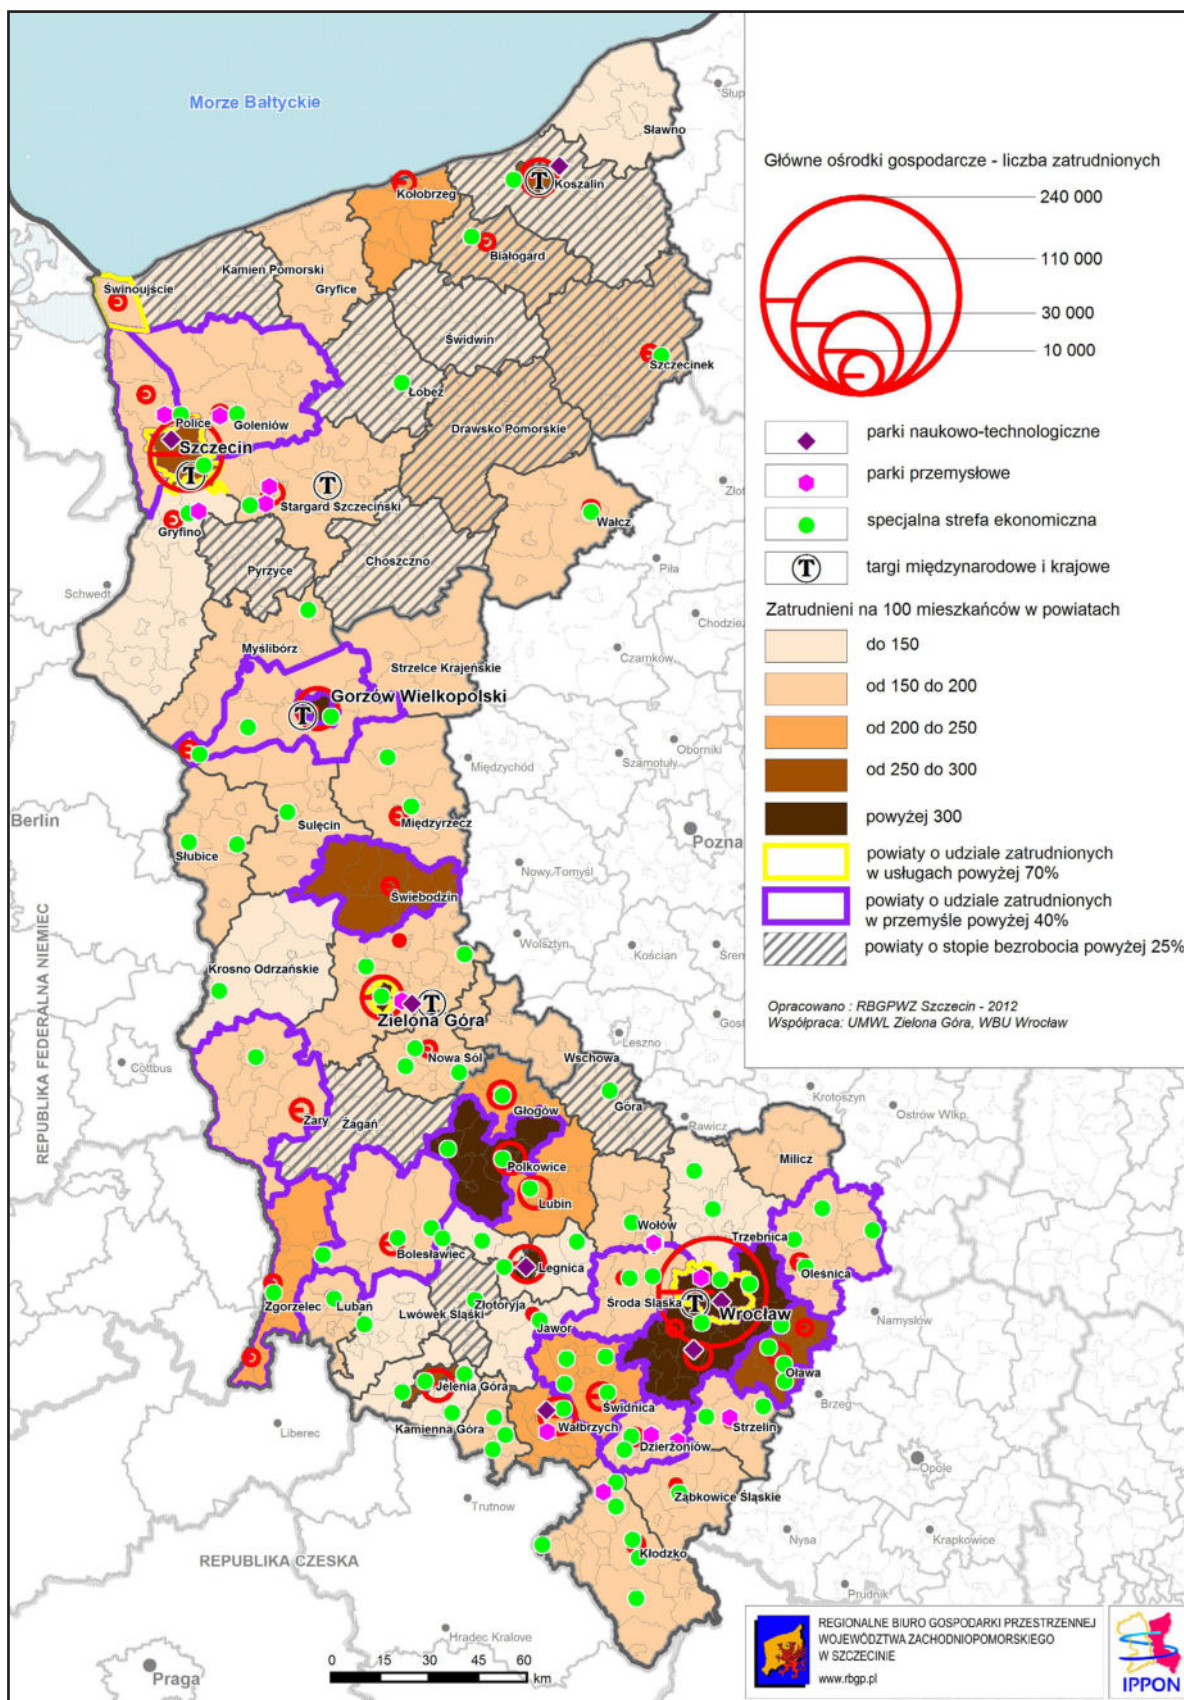 Morze Bałtyckie
Słup
Sławno
Koszalin
Kołobrzeg
Białogard
Kamień Pomorski
Gryfice
Świnoujście
Świdwin
Szczecinek
Łobez
Police
Goleniów
Drawsko Pomorskie
Szczecin
Złot
Stargard Szczeciński
Wałcz
Gryfino
Choszczno
Pyrzyce
Piła
Schwedt
Chodzież
Myślibórz
Czarnków
Strzelce Krajeńskie
Gorzów Wielkopolski
Oborniki
Międzychód
Szamotuły
Berlin
Sulęcin
Międzyrzecz
Pozna
Słubice
Nowy Tomyśl
Świebodzin
REPUBLIKA FEDERALNA NIEMIEC
Wolsztyn
Kościan
Śrem
Krosno Odrzańskie
Zielona Góra
Gost
Leszno
Nowa Sól
Wschowa
Cottbus
Krotoszyn
Głogów
Góra
Ostrów Wlkp.
Żary
Żagań
Rawicz
Polkowice
Milicz
Lubin
Wołów
Trzebnica
Bolesławiec
Legnica
Oleśnica
Środa Śląska
Zgorzelec
Lubań
Lwówek Śląski
Złotoryja
Wrocław
Jawor
Namysłów
Oława
Jelenia Góra
Świdnica
Brzeg
Liberec
Kamienna Góra
Wałbrzych
Strzelin
Dzierżoniów
Opole
Trutnow
Ząbkowice Śląskie
Nysa
Krapkowice
REPUBLIKA CZESKA
Kłodzko
Prudnik
Hradec Kralove
Praga
0 15 30 45 60
km
Główne ośrodki gospodarcze - liczba zatrudnionych
240 000
110 000
30 000
10 000
parki naukowo-technologiczne
parki przemysłowe
specjalna strefa ekonomiczna
T targi międzynarodowe i krajowe
Zatrudnieni na 100 mieszkańców w powiatach
do 150
od 150 do 200
od 200 do 250
od 250 do 300
powyżej 300
powiaty o udziale zatrudnionych
w usługach powyżej 70%
powiaty o udziale zatrudnionych
w przemyśle powyżej 40%
powiaty o stopie bezrobocia powyżej 25%
Opracowano : RBGPWZ Szczecin - 2012
Współpraca: UMWL Zielona Góra, WBU Wrocław
REGIONALNE BIURO GOSPODARKI PRZESTRZENNEJ
WOJEWÓDZTWA ZACHODNIOPOMORSKIEGO
W SZCZECINIE
www.rbgp.pl
IPPON